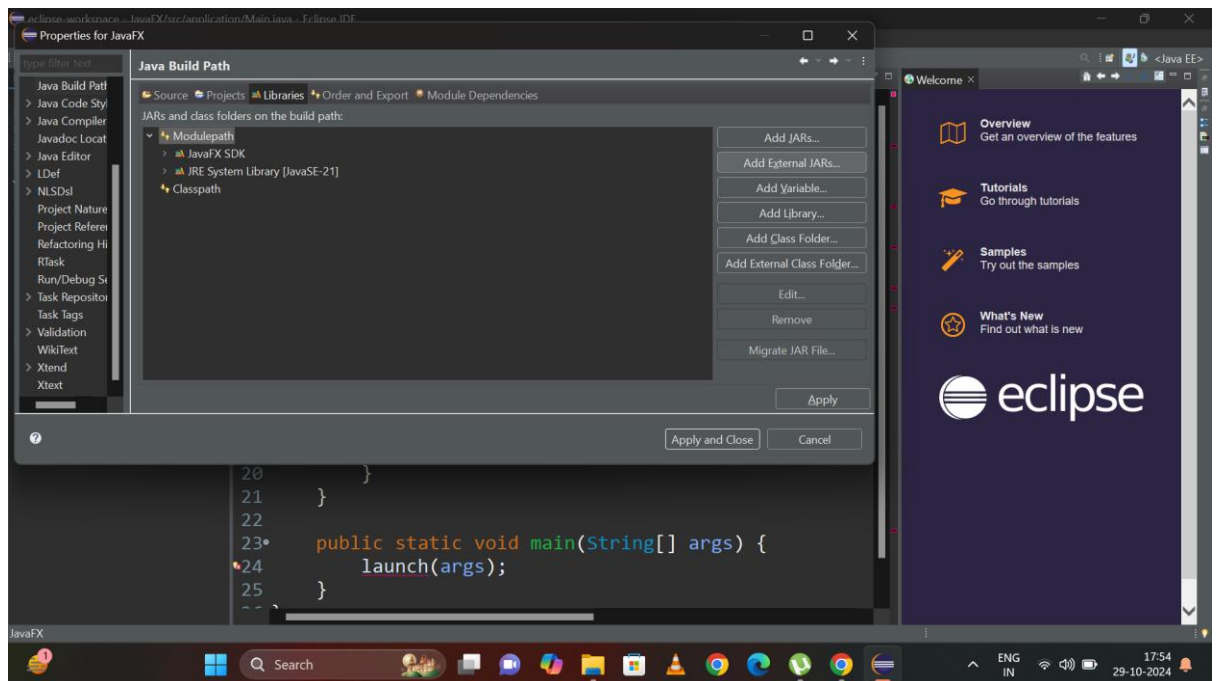 eclipse-workspace - JavaFX/src/application/Main.java - Eclipse IDE
Properties for JavaFX
type filter text
Java Build Path
Java Code Styl
Java Compiler
Javadoc Locat
Java Editor
LDef
NLSDsl
Project Nature
Project Referen
Refactoring Hi
RTask
Run/Debug Se
Task Repositor
Task Tags
Validation
WikiText
Xtend
Xtext
Java Build Path
Source Projects Libraries Order and Export Module Dependencies
JARs and class folders on the build path:
Modulepath
JavaFX SDK
JRE System Library [JavaSE-21]
Classpath
Add JARs...
Add External JARs...
Add Variable...
Add Library...
Add Class Folder...
Add External Class Folder...
Edit...
Remove
Migrate JAR File...
Apply
Apply and Close Cancel
<Java EE>
Welcome
Overview
Get an overview of the features
Tutorials
Go through tutorials
Samples
Try out the samples
What's New
Find out what is new
eclipse
20 }
21 }
22
23 public static void main(String[] args) {
24 launch(args);
25 }
JavaFX
1
Search
ENG
IN
17:54
29-10-2024